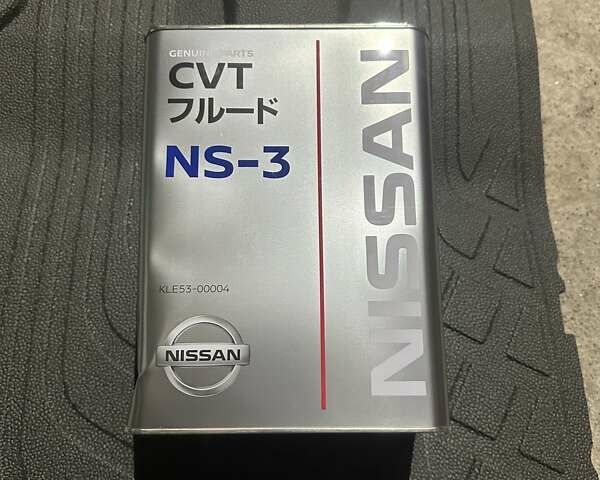 GENUINE PARTS
CVT
フルード
NS-3
KLE53-00004
NISSAN
NISSAN